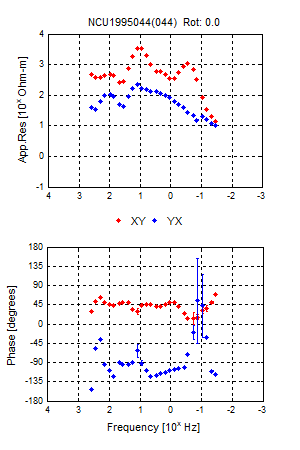 NCU1995044(044) Rot: 0.0
App.Res [10^x Ohm-m]
4
3
2
1
0
-1
4 3 2 1 0 -1 -2 -3
XY YX
Phase [degrees]
180
135
90
45
0
-45
-90
-135
-180
4 3 2 1 0 -1 -2 -3
Frequency [10^x Hz]